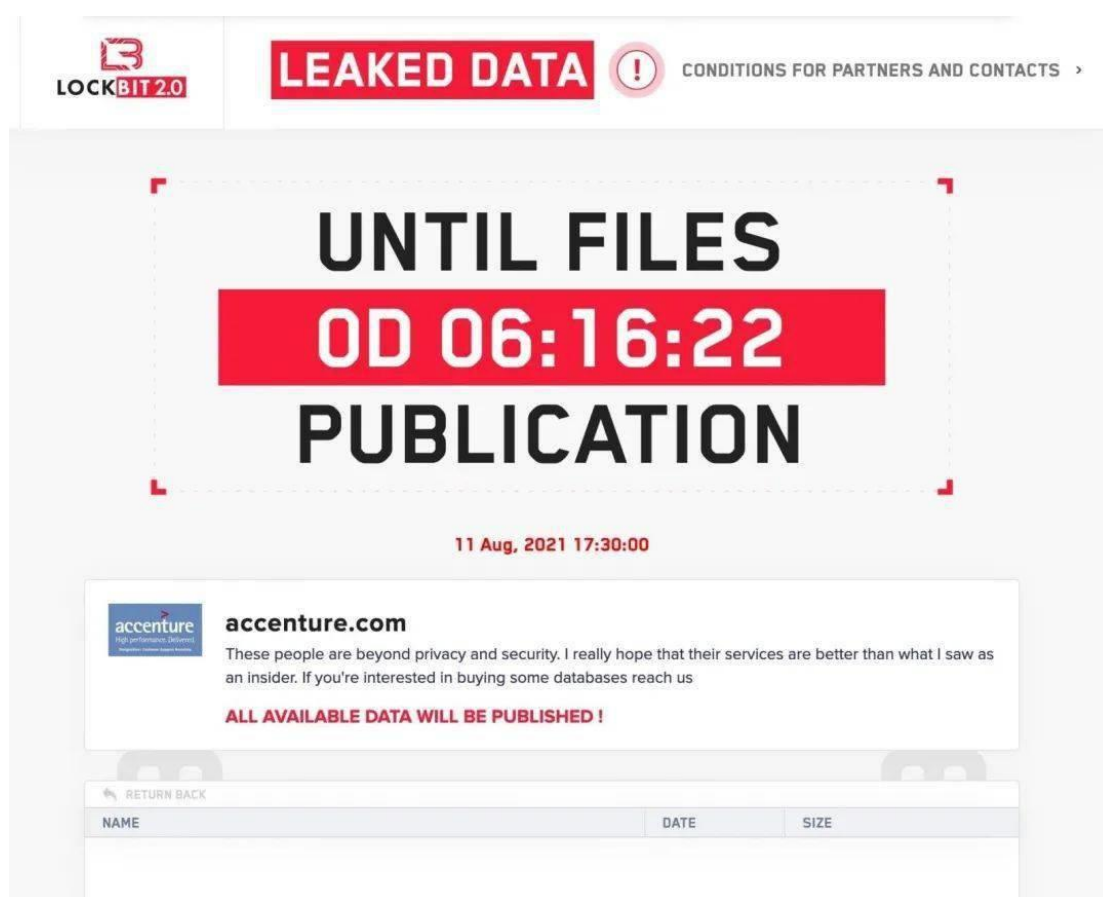 LOCKBIT 2.0
LEAKED DATA
!
CONDITIONS FOR PARTNERS AND CONTACTS >
UNTIL FILES
0D 06:16:22
PUBLICATION
11 Aug, 2021 17:30:00
accenture
High performance. Delivered.
accenture.com
These people are beyond privacy and security. I really hope that their services are better than what I saw as
an insider. If you're interested in buying some databases reach us
ALL AVAILABLE DATA WILL BE PUBLISHED !
RETURN BACK
NAME DATE SIZE